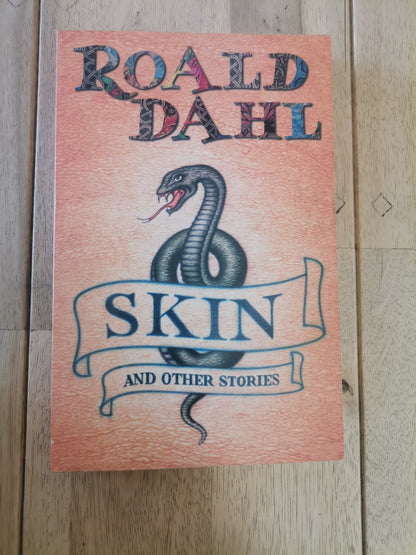 ROALD
DAHL
SKIN
AND OTHER STORIES